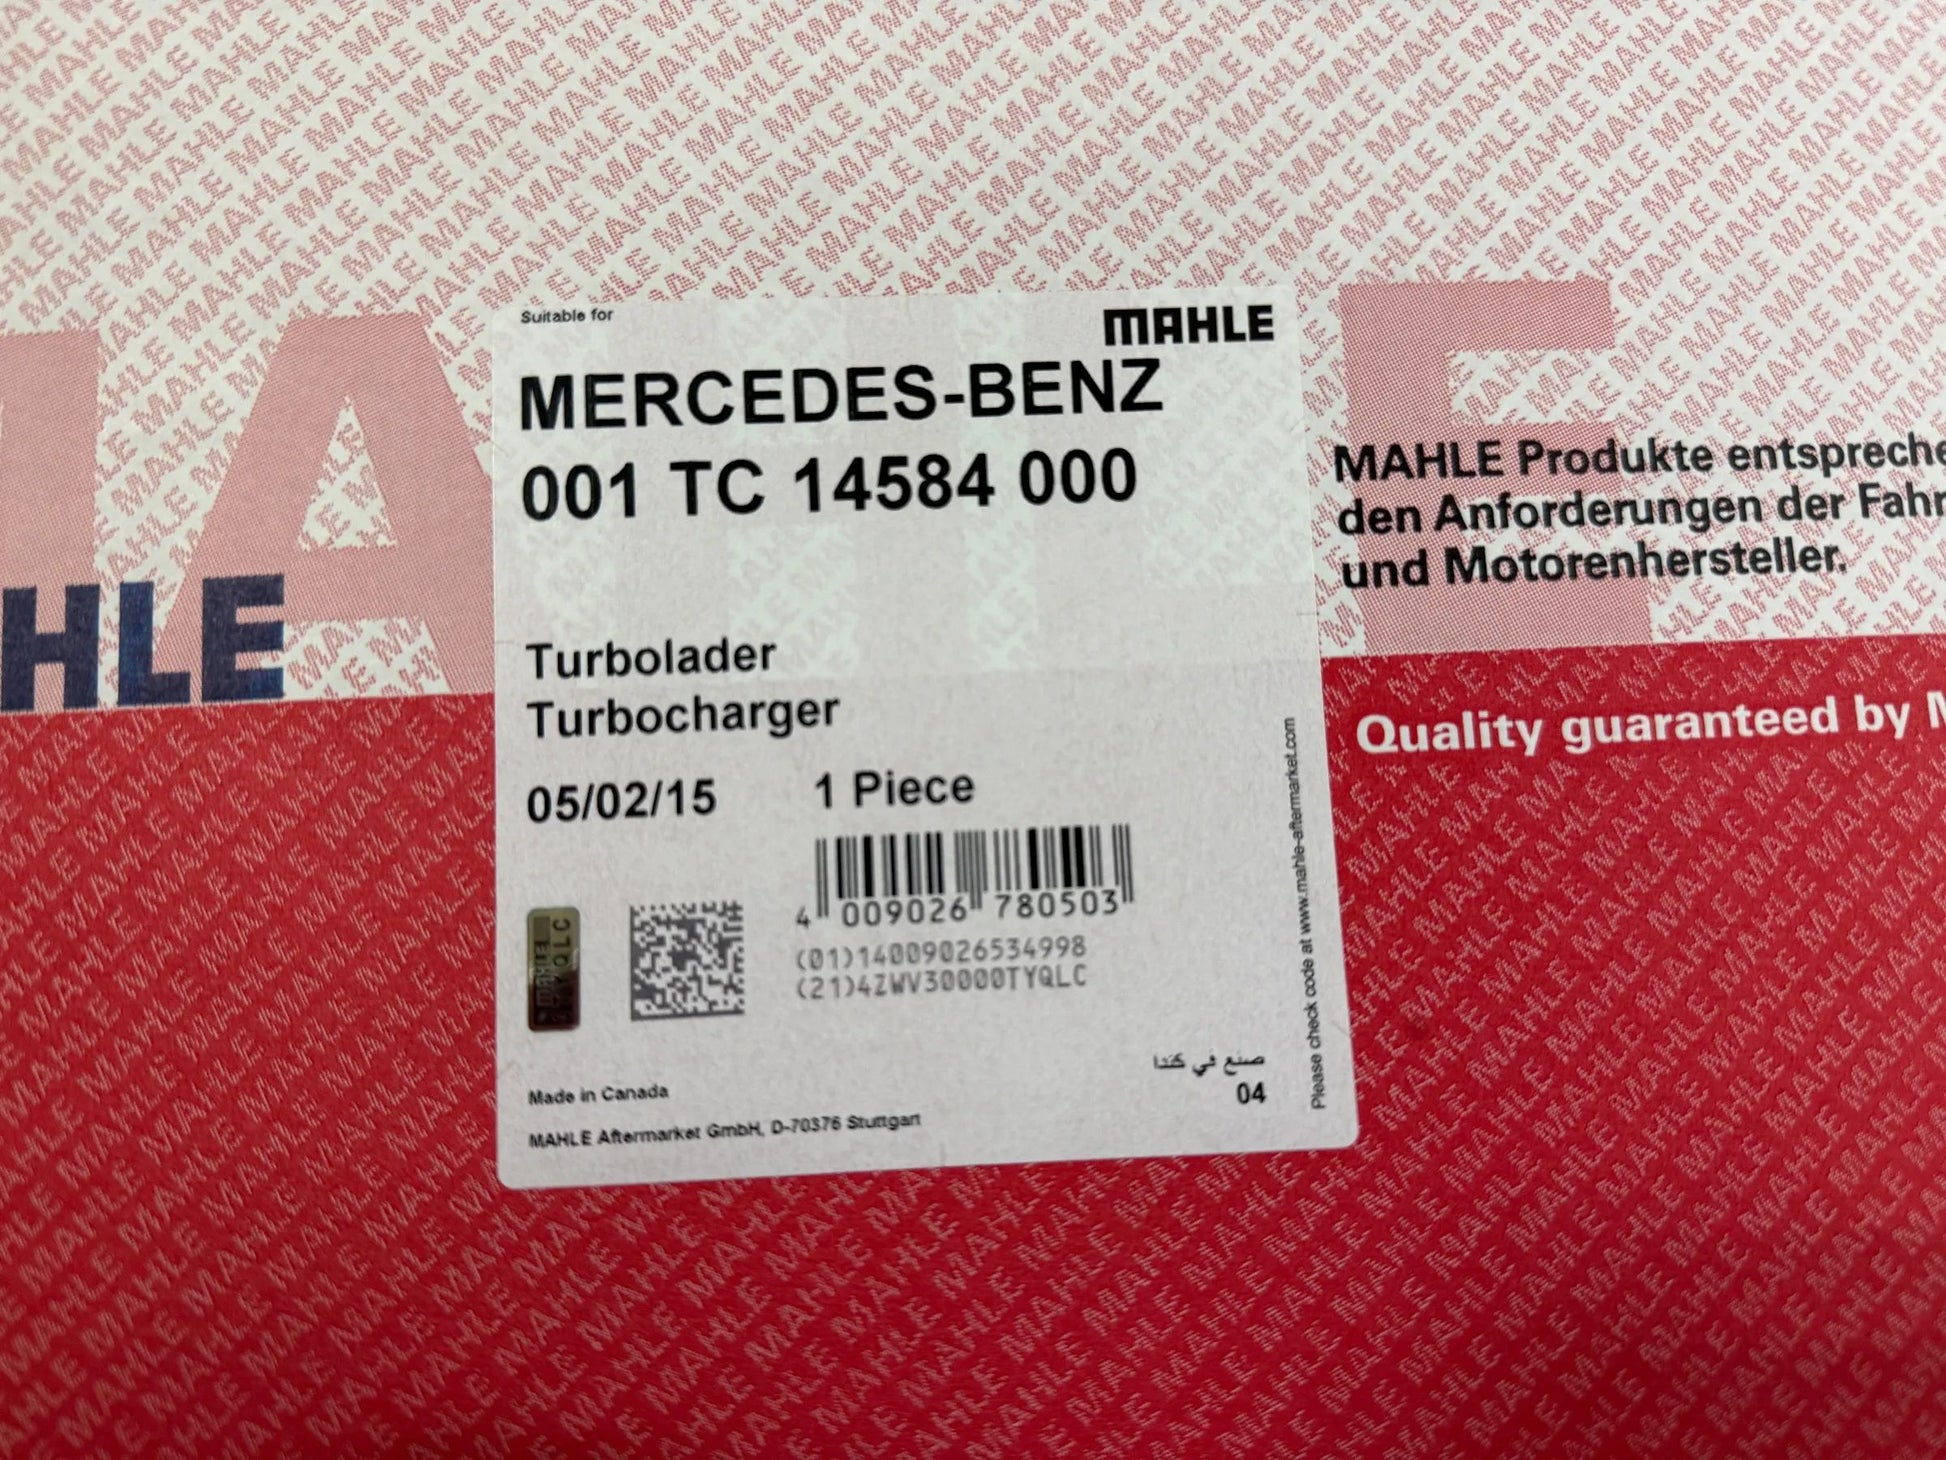 Suitable for
MAHLE
MERCEDES-BENZ
001 TC 14584 000
Turbolader
Turbocharger
05/02/15 1 Piece
4 009026 780503
(01)14009026534998
(21)4ZWV30000TYQLC
MAHLE
صنع في كندا
04
Made in Canada
MAHLE Aftermarket GmbH, D-70376 Stuttgart
Please check code at www.mahle-aftermarket.com
HLE
MAHLE Produkte entspreche
den Anforderungen der Fahr
und Motorenhersteller.
Quality guaranteed by M